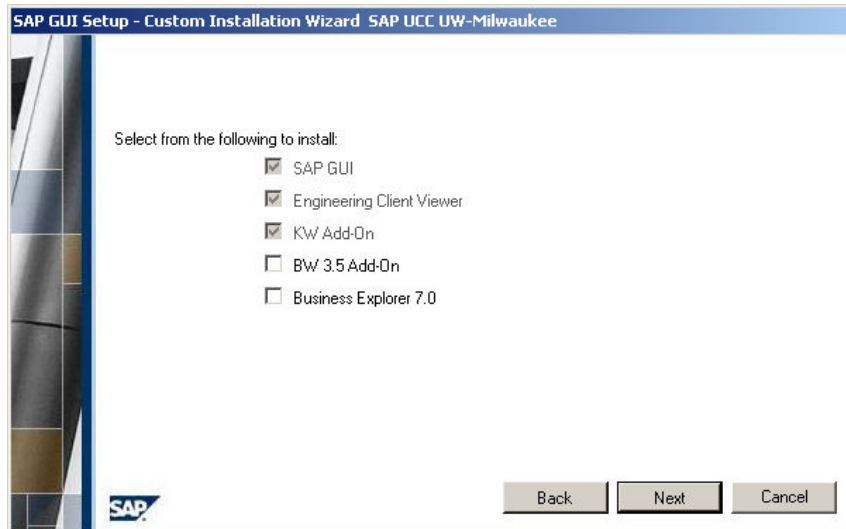 SAP GUI Setup - Custom Installation Wizard SAP UCC UW-Milwaukee
Select from the following to install:
SAP GUI
Engineering Client Viewer
KW Add-On
BW 3.5 Add-On
Business Explorer 7.0
SAP
Back Next Cancel